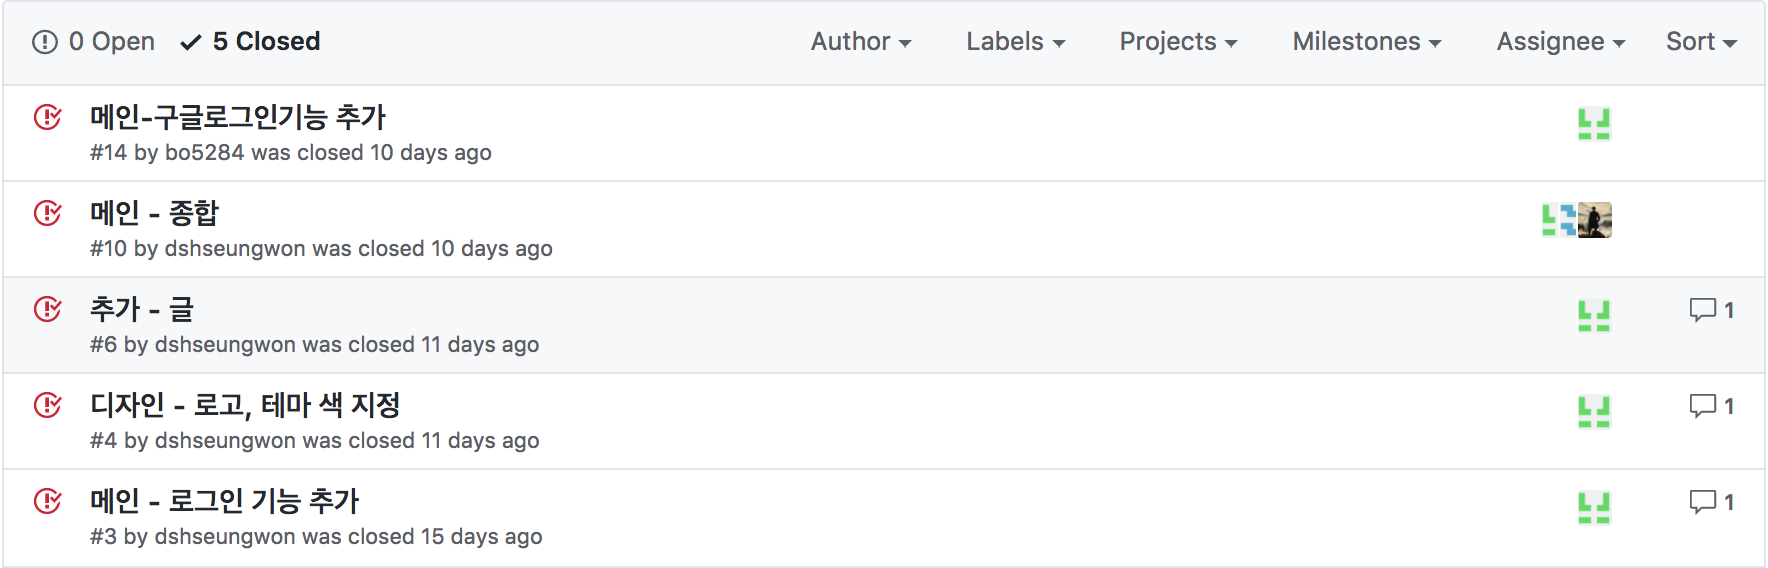 0 Open 5 Closed Author Labels Projects Milestones Assignee Sort
메인-구글로그인기능 추가
#14 by bo5284 was closed 10 days ago
메인 - 종합
#10 by dshseungwon was closed 10 days ago
추가 - 글
1
#6 by dshseungwon was closed 11 days ago
디자인 - 로고, 테마 색 지정
1
#4 by dshseungwon was closed 11 days ago
메인 - 로그인 기능 추가
1
#3 by dshseungwon was closed 15 days ago